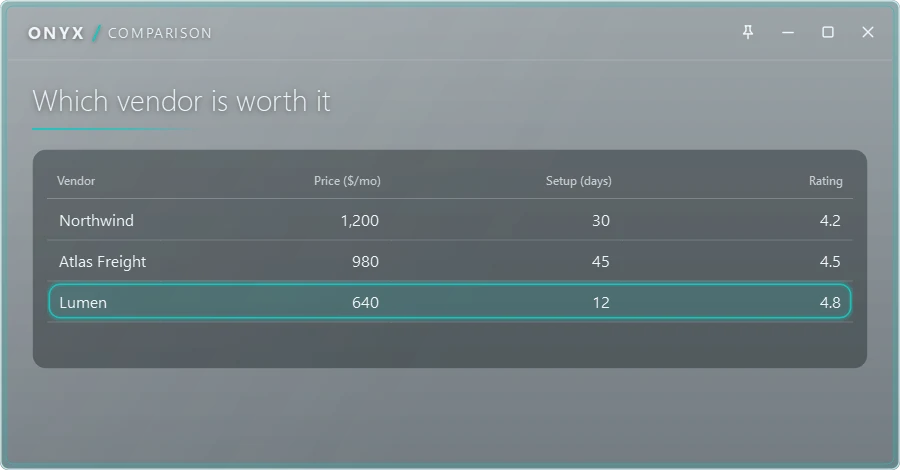 ONYX / COMPARISON
Which vendor is worth it
Vendor Price ($/mo) Setup (days) Rating
Northwind 1,200 30 4.2
Atlas Freight 980 45 4.5
Lumen 640 12 4.8